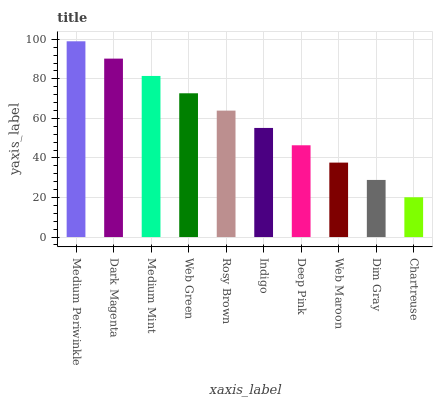 title
yaxis_label
100
80
60
40
20
0
Medium Periwinkle
Dark Magenta
Medium Mint
Web Green
Rosy Brown
Indigo
Deep Pink
Web Maroon
Dim Gray
Chartreuse
xaxis_label